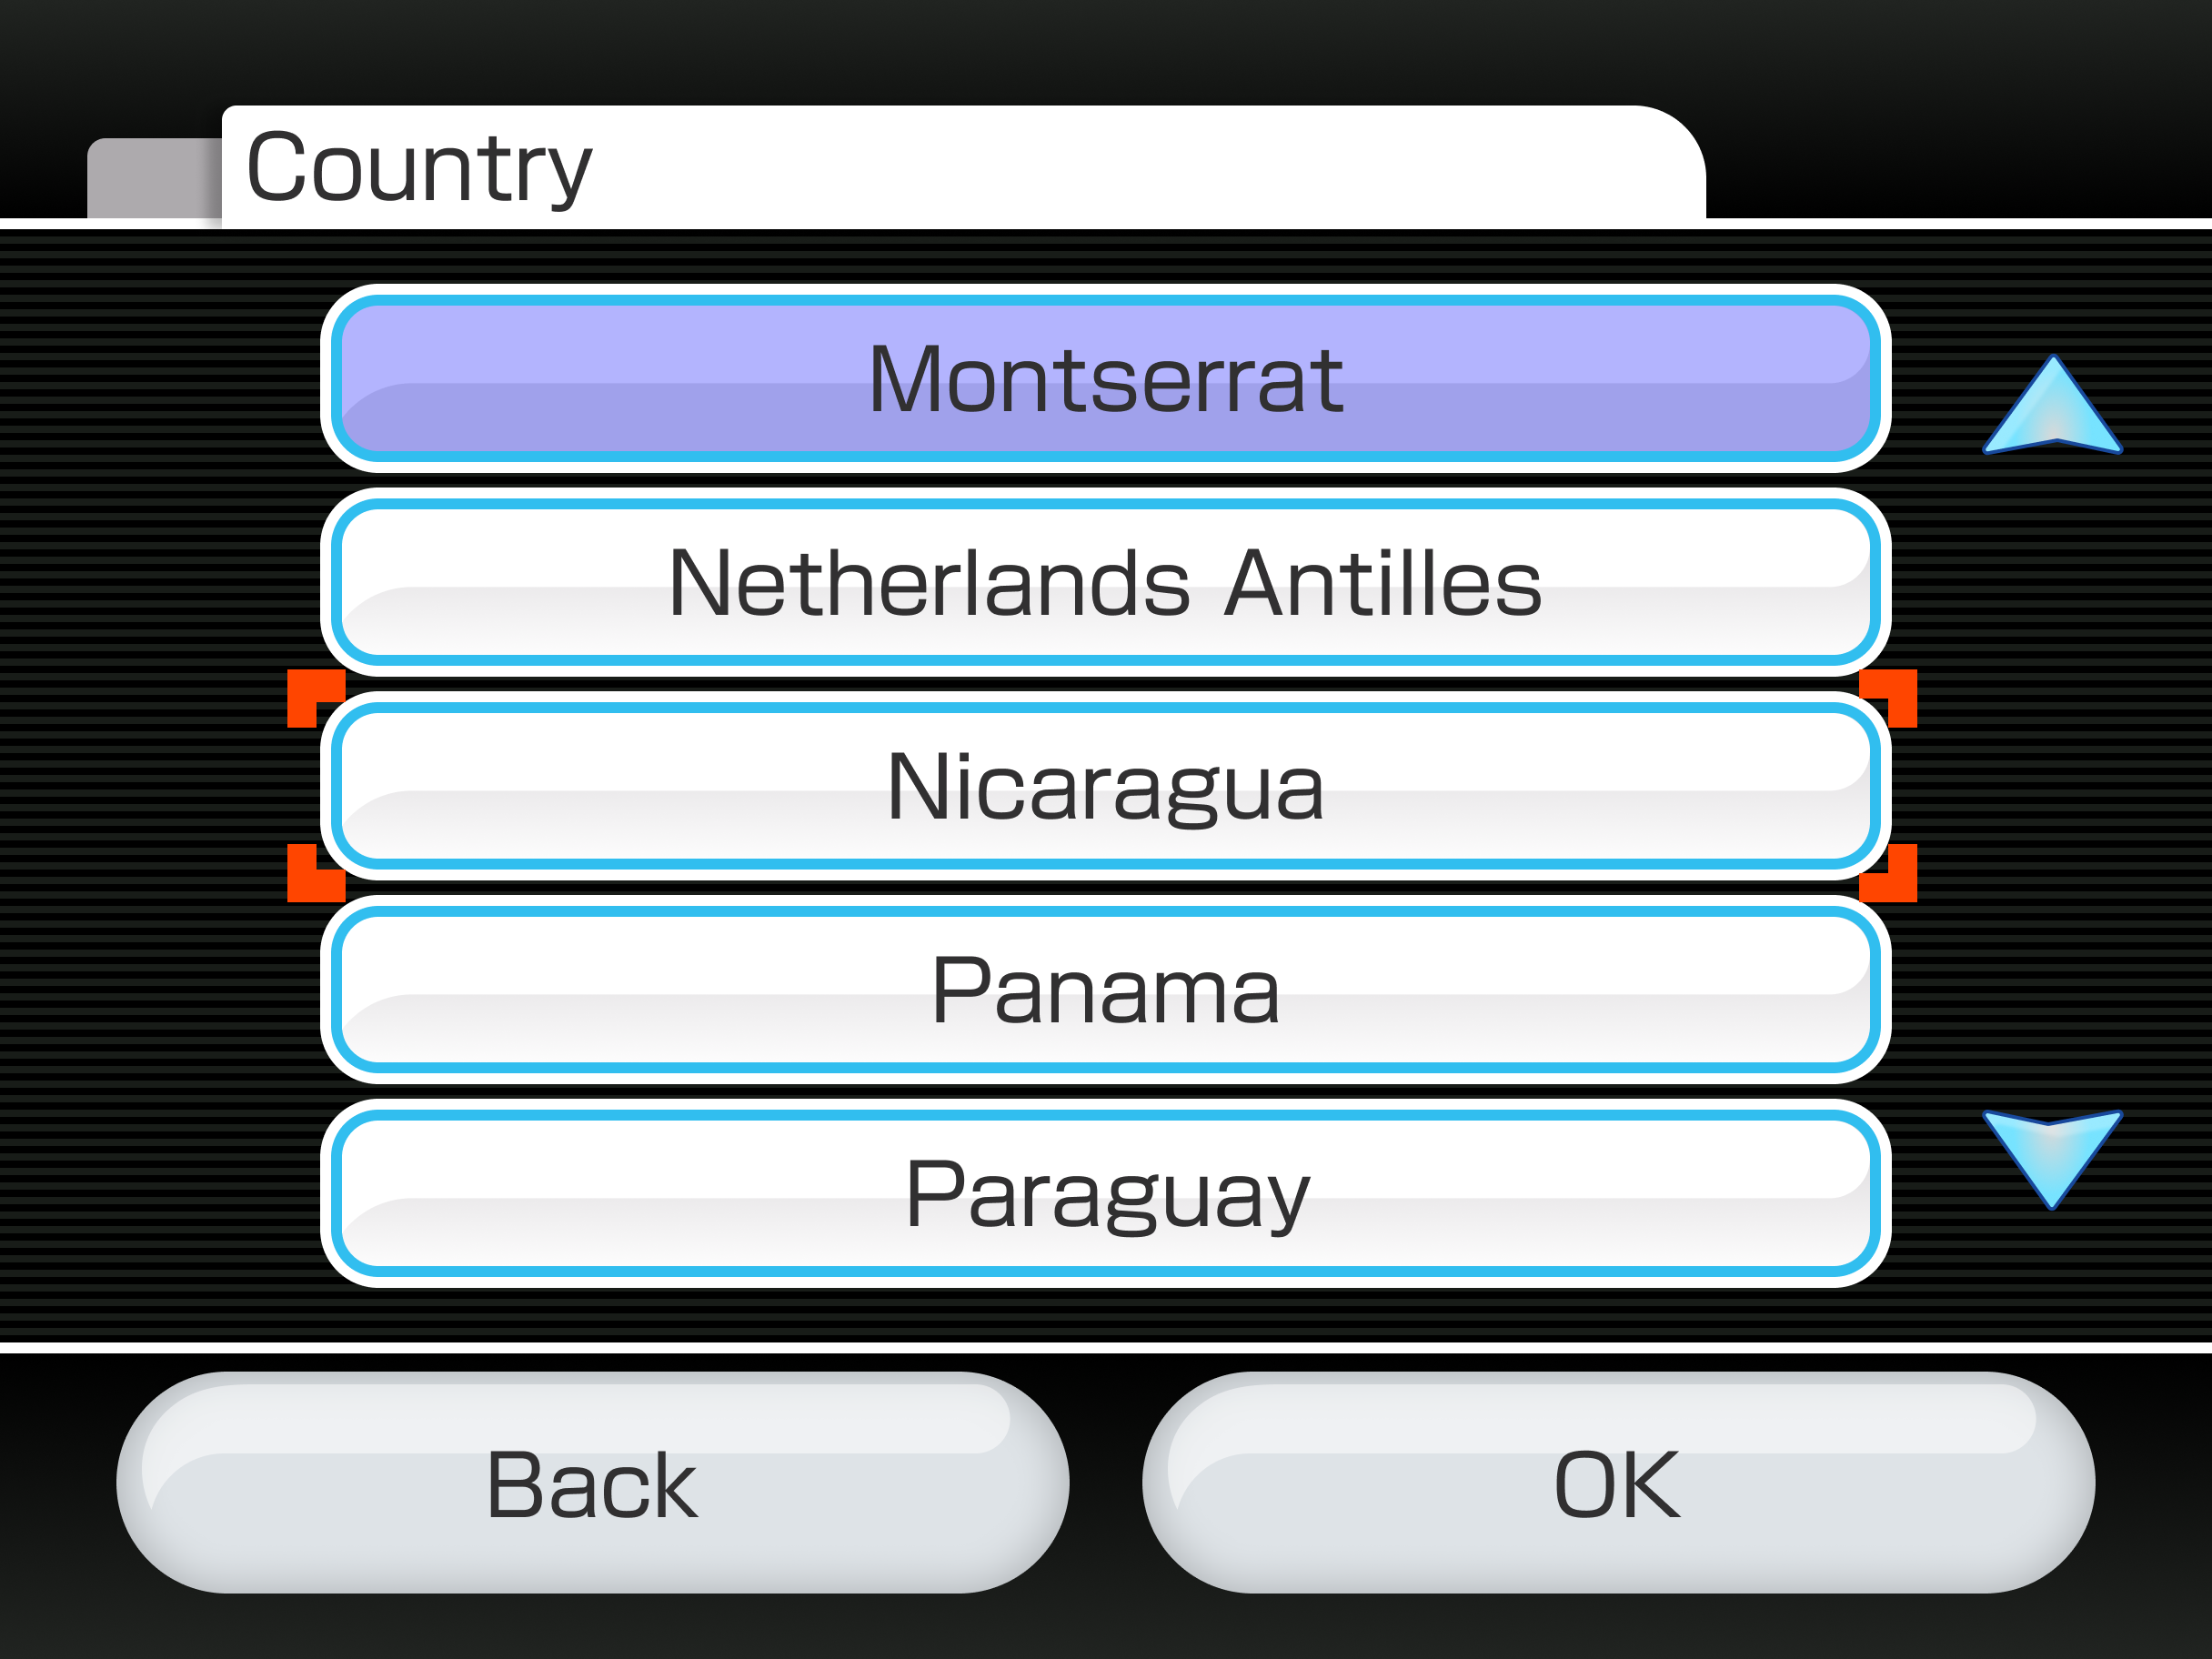 Country
Montserrat
Netherlands Antilles
Nicaragua
Panama
Paraguay
Back
OK